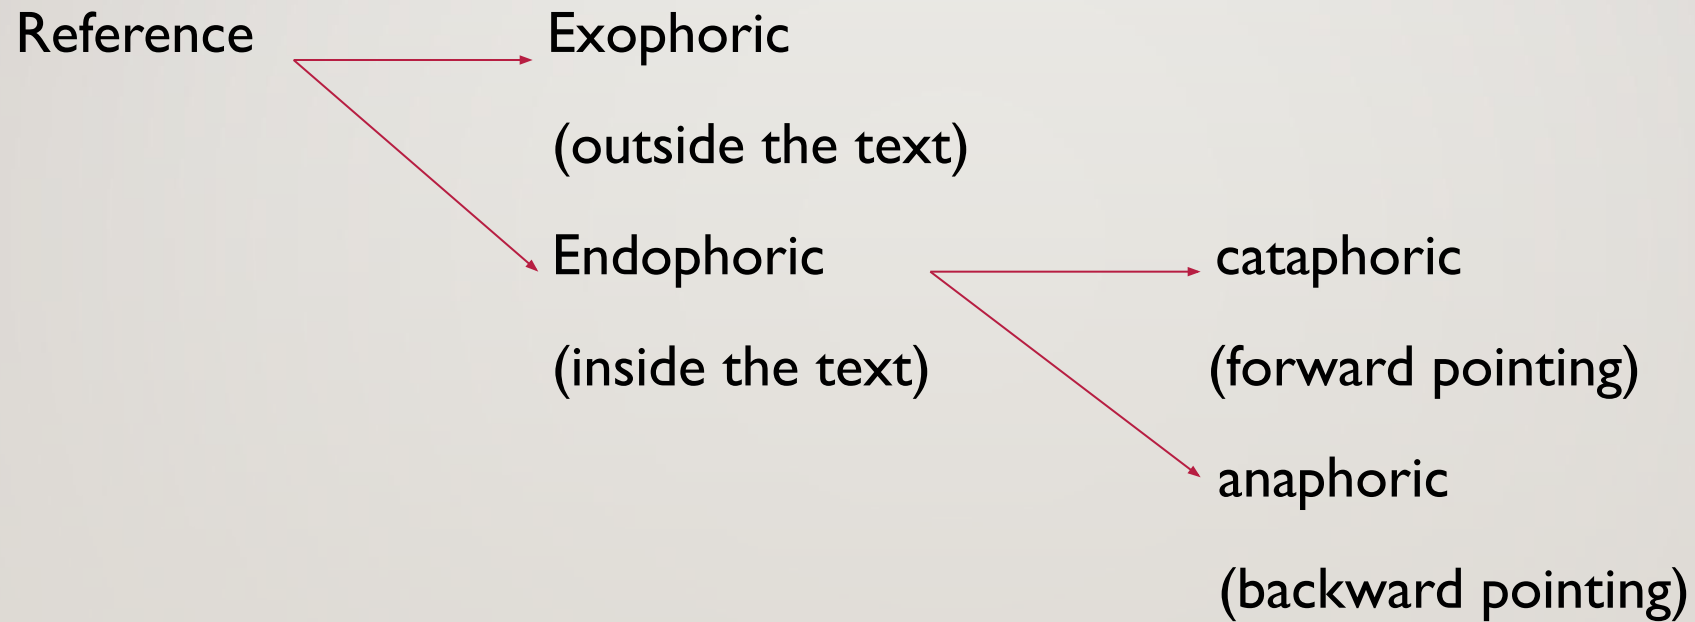 Reference
Exophoric
(outside the text)
Endophoric
cataphoric
(inside the text)
(forward pointing)
anaphoric
(backward pointing)